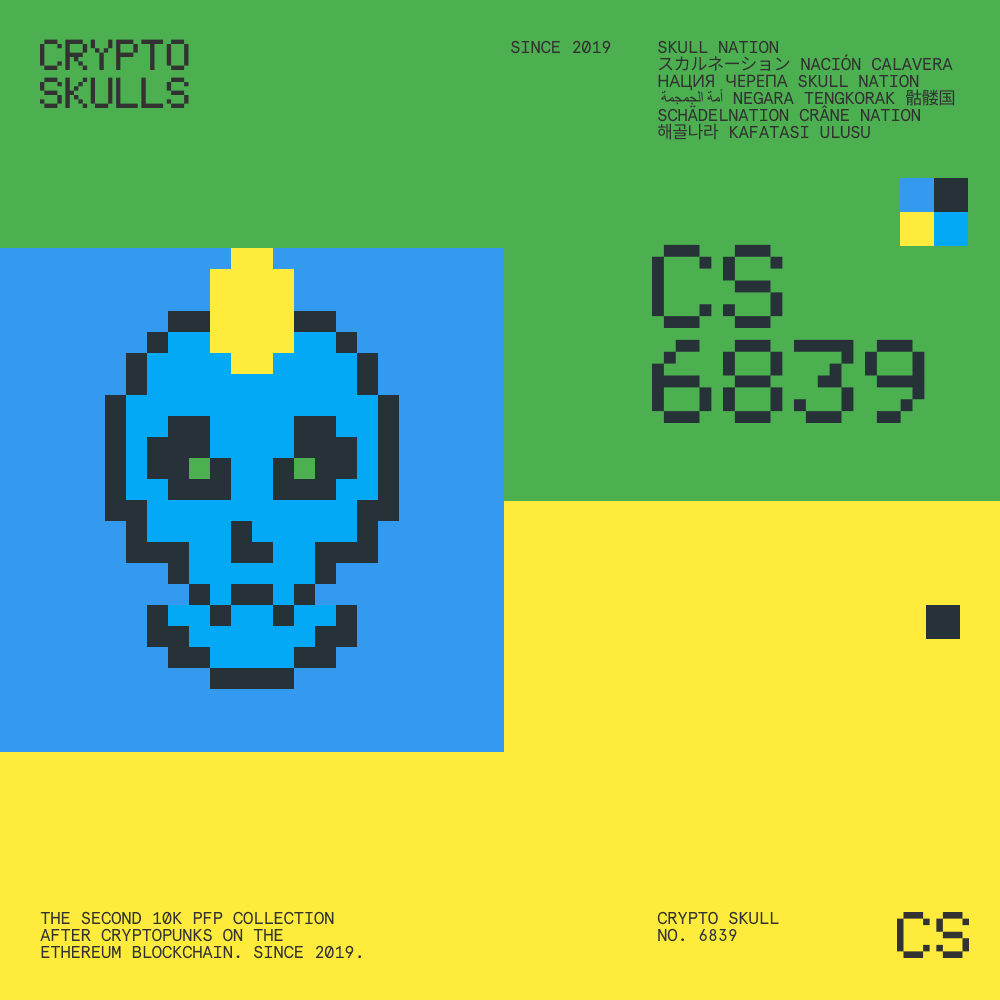 CRYPTO
SKULLS
SINCE 2019
SKULL NATION
スカルネーション NACIÓN CALAVERA
НАЦИЯ ЧЕРЕПА SKULL NATION
أمة الجمجمة NEGARA TENGKORAK 骷髅国
SCHÄDELNATION CRÂNE NATION
해골나라 KAFATASI ULUSU
CS
6839
THE SECOND 10K PFP COLLECTION
AFTER CRYPTOPUNKS ON THE
ETHEREUM BLOCKCHAIN. SINCE 2019.
CRYPTO SKULL
NO. 6839
CS